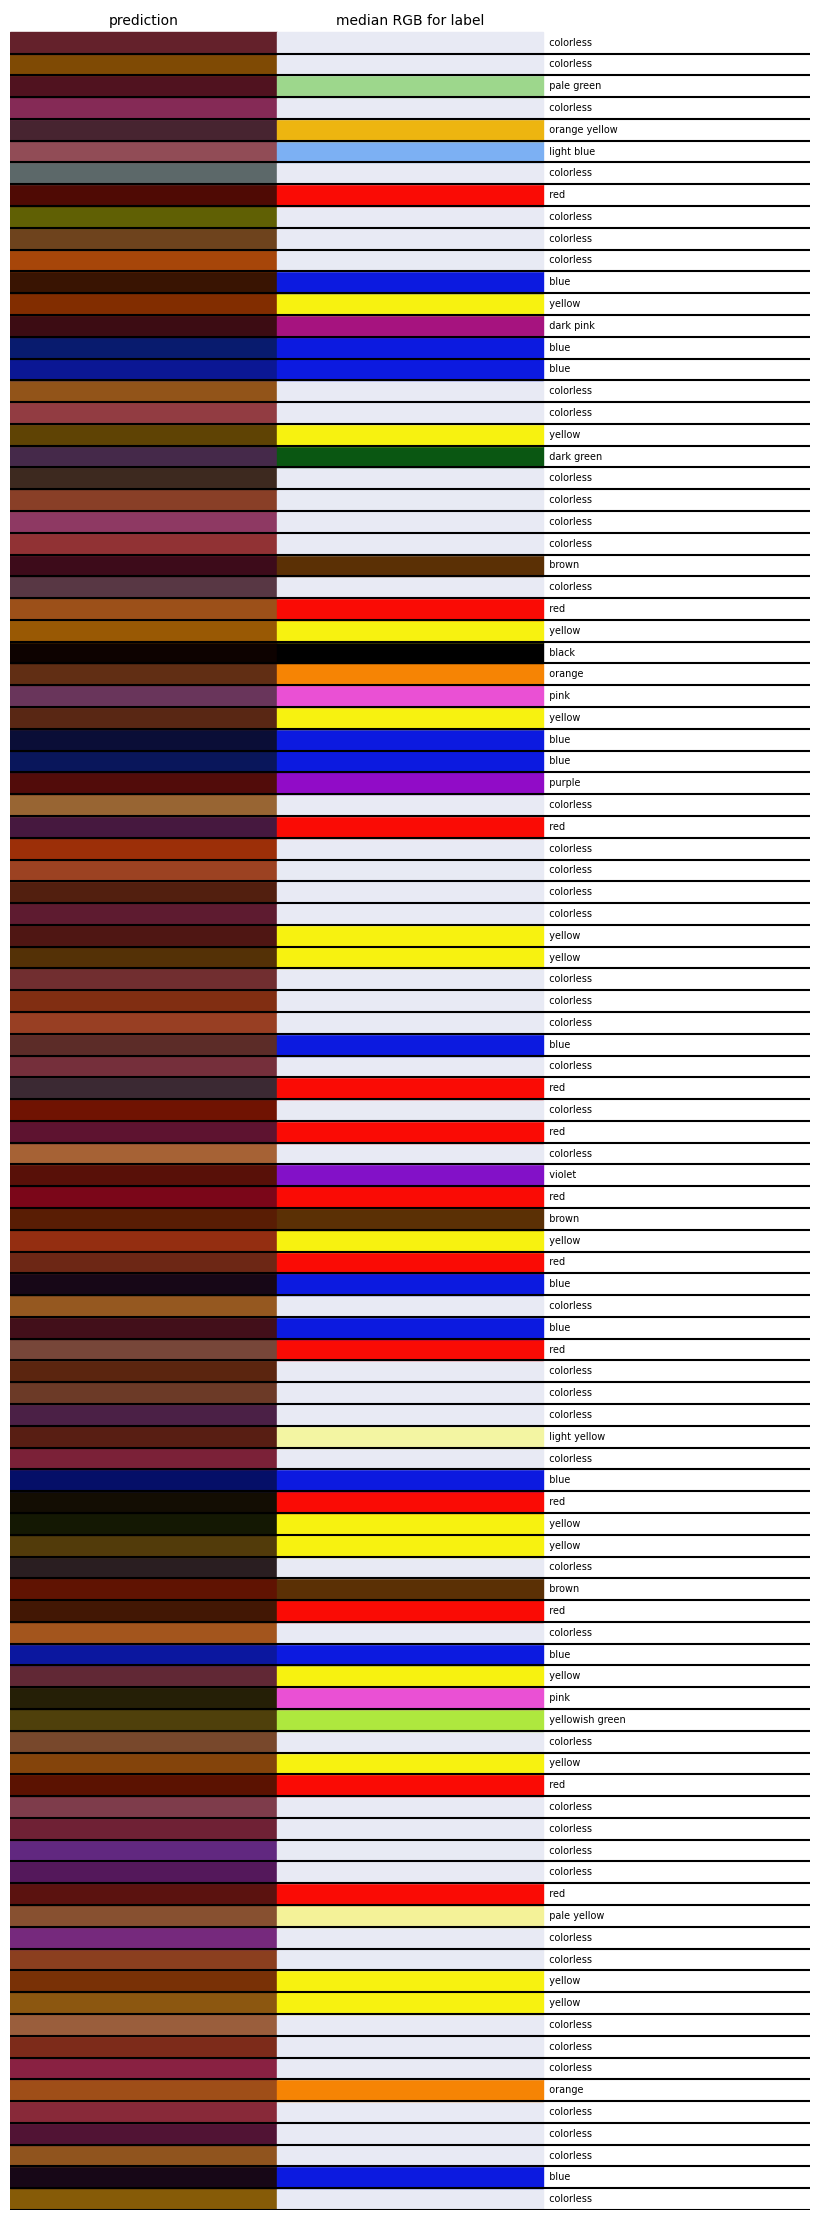 prediction median RGB for label
colorless
colorless
pale green
colorless
orange yellow
light blue
colorless
red
colorless
colorless
colorless
blue
yellow
dark pink
blue
blue
colorless
colorless
yellow
dark green
colorless
colorless
colorless
colorless
brown
colorless
red
yellow
black
orange
pink
yellow
blue
blue
purple
colorless
red
colorless
colorless
colorless
colorless
yellow
yellow
colorless
colorless
colorless
blue
colorless
red
colorless
red
colorless
violet
red
brown
yellow
red
blue
colorless
blue
red
colorless
colorless
colorless
light yellow
colorless
blue
red
yellow
yellow
colorless
brown
red
colorless
blue
yellow
pink
yellowish green
colorless
yellow
red
colorless
colorless
colorless
colorless
red
pale yellow
colorless
colorless
yellow
yellow
colorless
colorless
colorless
orange
colorless
colorless
colorless
blue
colorless